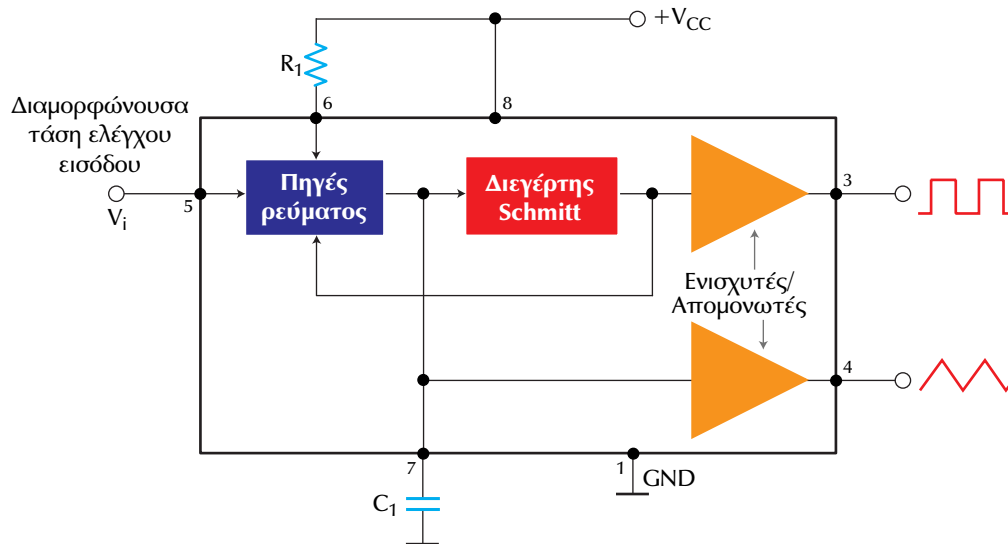 +VCC
R1
6
8
Διαμορφώνουσα
τάση ελέγχου
εισόδου
Vi
5
Πηγές
ρεύματος
Διεγέρτης
Schmitt
3
Ενισχυτές/
Απομονωτές
4
7
1
GND
C1